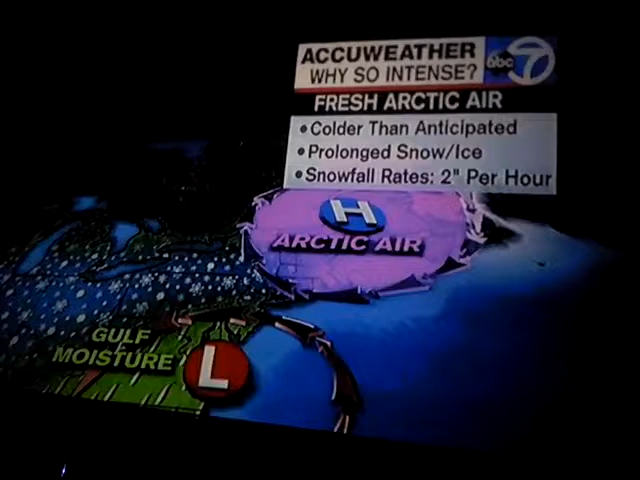 ACCUWEATHER
WHY SO INTENSE?
abc 7
FRESH ARCTIC AIR
• Colder Than Anticipated
• Prolonged Snow/Ice
• Snowfall Rates: 2" Per Hour
H
ARCTIC AIR
GULF
MOISTURE
L